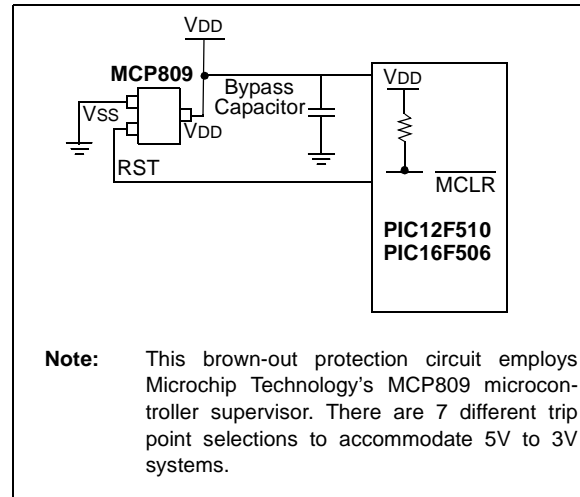 VDD
MCP809
Bypass
Capacitor
VDD
VSS
VDD
RST
MCLR
PIC12F510
PIC16F506
Note: This brown-out protection circuit employs
Microchip Technology's MCP809 microcon-
troller supervisor. There are 7 different trip
point selections to accommodate 5V to 3V
systems.